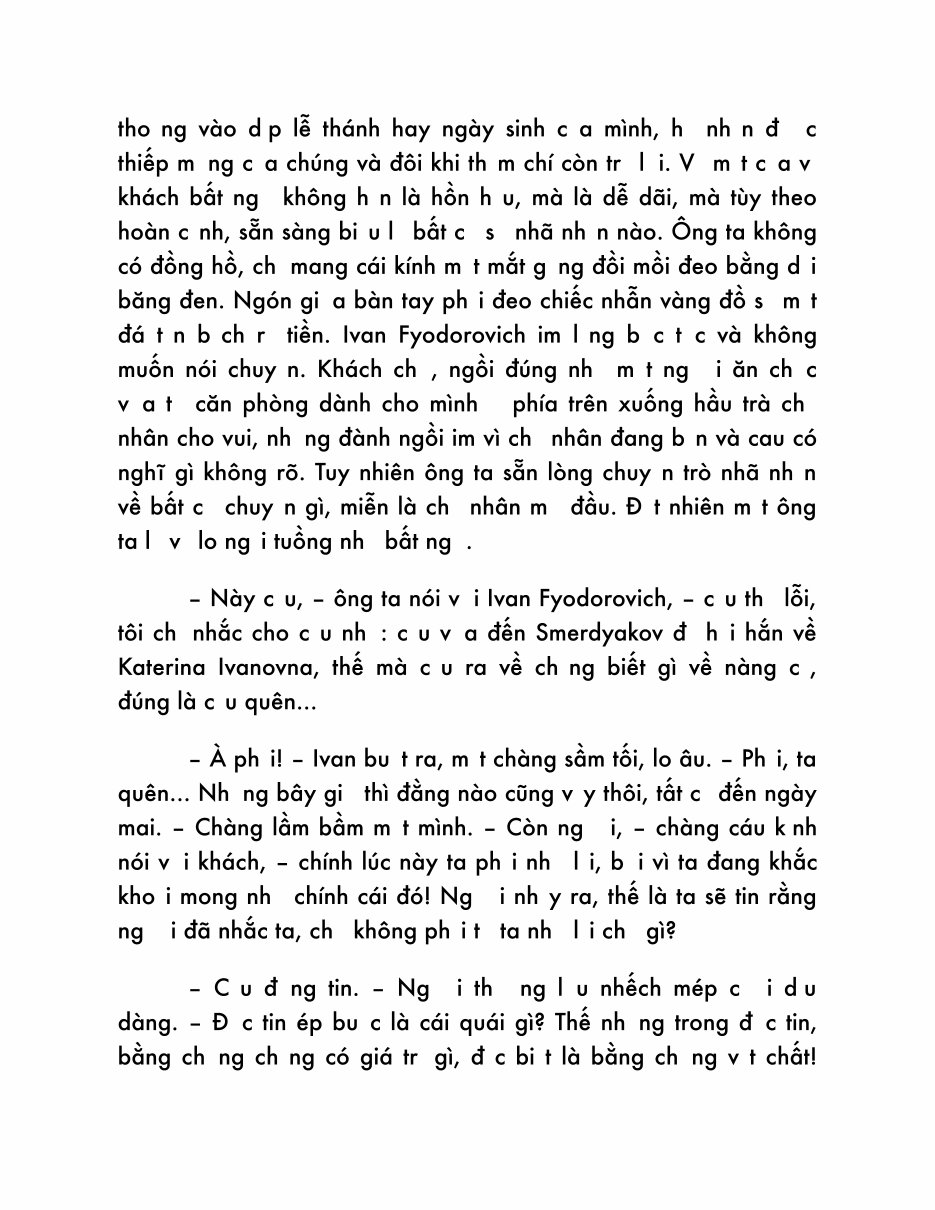 tho ng vào d p lễ thánh hay ngày sinh c a mình, h nh n đ c
thiếp m ng c a chúng và đôi khi th m chí còn tr l i. V m t c a v
khách bất ng không h n là hồn h u, mà là dễ dãi, mà tùy theo
hoàn c nh, sẵn sàng bi u l bất c s nhã nh n nào. Ông ta không
có đồng hồ, ch mang cái kính m t mắt g ng đồi mồi đeo bằng d i
băng đen. Ngón gi a bàn tay ph i đeo chiếc nhẫn vàng đồ s m t
đá t n b ch r tiền. Ivan Fyodorovich im l ng b c t c và không
muốn nói chuy n. Khách ch , ngồi đúng nh m t ng i ăn ch c
v a t căn phòng dành cho mình phía trên xuống hầu trà ch
nhân cho vui, nh ng đành ngồi im vì ch nhân đang b n và cau có
nghĩ gì không rõ. Tuy nhiên ông ta sẵn lòng chuy n trò nhã nh n
về bất c chuy n gì, miễn là ch nhân m đầu. Đ t nhiên m t ông
ta l v lo ng i tuồng nh bất ng .

– Này c u, – ông ta nói v i Ivan Fyodorovich, – c u th lỗi,
tôi ch nhắc cho c u nh : c u v a đến Smerdyakov đ h i hắn về
Katerina Ivanovna, thế mà c u ra về ch ng biết gì về nàng c ,
đúng là c u quên...

– À ph i! – Ivan bu t ra, m t chàng sầm tối, lo âu. – Ph i, ta
quên... Nh ng bây gi thì đằng nào cũng v y thôi, tất c đến ngày
mai. – Chàng lầm bầm m t mình. – Còn ng i, – chàng cáu k nh
nói v i khách, – chính lúc này ta ph i nh l i, b i vì ta đang khắc
kho i mong nh chính cái đó! Ng i nh y ra, thế là ta sẽ tin rằng
ng i đã nhắc ta, ch không ph i t ta nh l i ch gì?

– C u đ ng tin. – Ng i th ng l u nhếch mép c i d u
dàng. – Đ c tin ép bu c là cái quái gì? Thế nh ng trong đ c tin,
bằng ch ng ch ng có giá tr gì, đ c bi t là bằng ch ng v t chất!